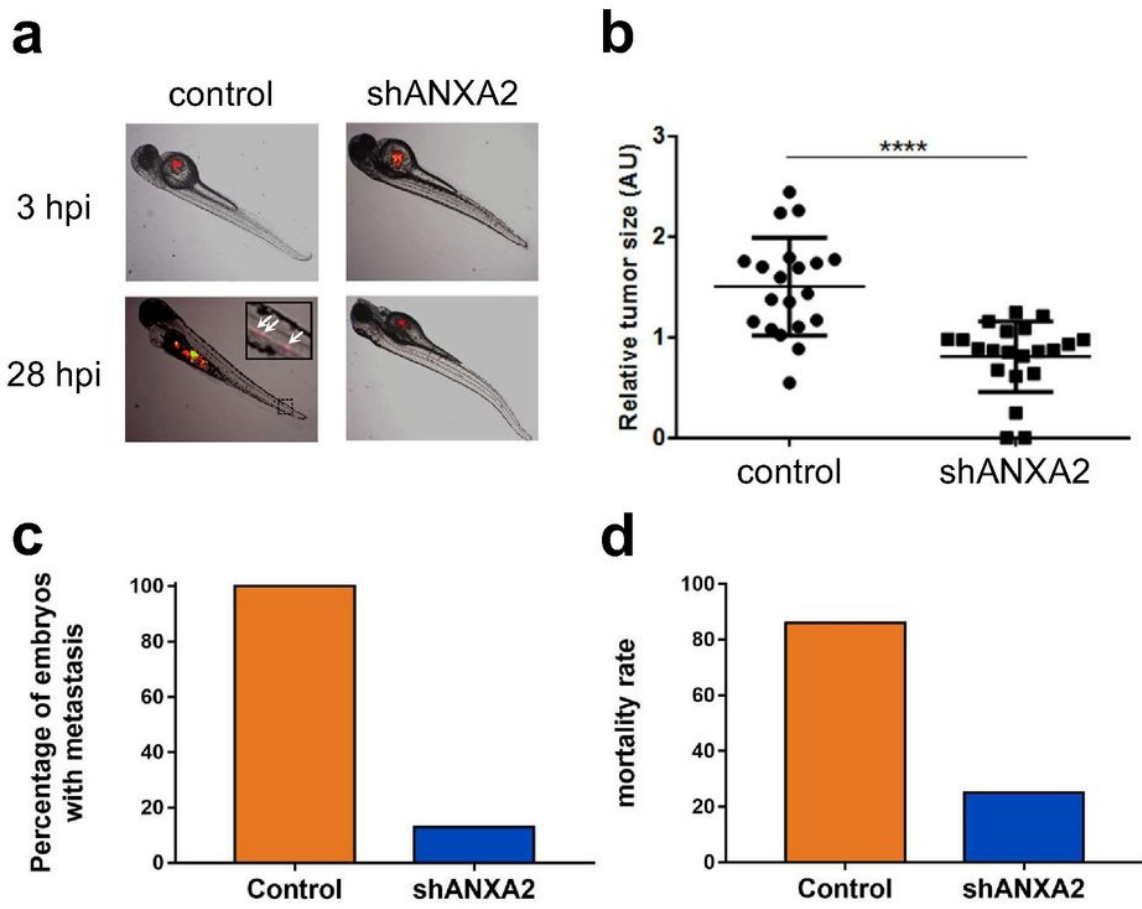 a
control
shANXA2
3 hpi
28 hpi
b
Relative tumor size (AU)
3
2
1
0
****
control
shANXA2
c
Percentage of embryos
with metastasis
100
80
60
40
20
0
Control
shANXA2
d
mortality rate
100
80
60
40
20
0
Control
shANXA2